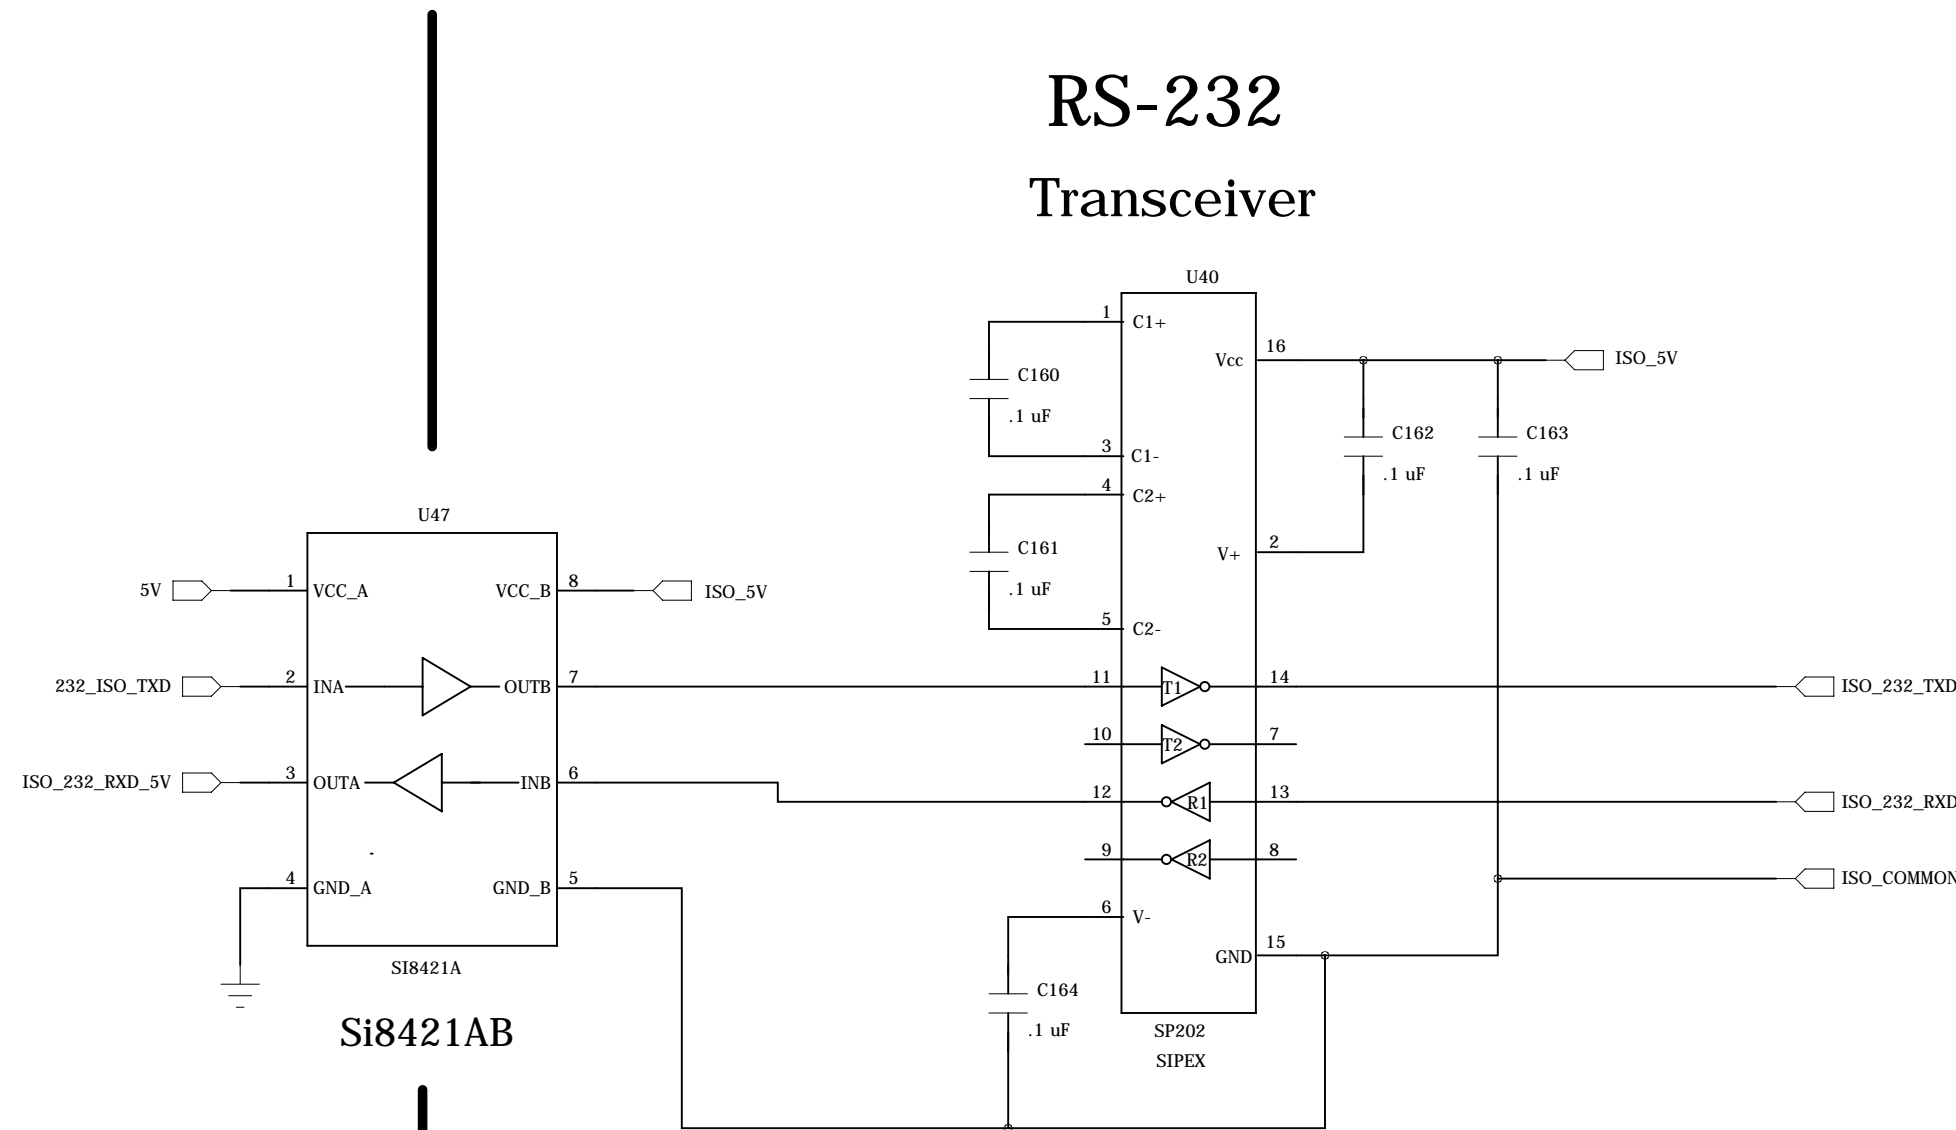 RS-232
Transceiver
U40
1
C1+
16
Vcc
ISO_5V
C160
.1 uF
C162
.1 uF
C163
.1 uF
3
C1-
4
C2+
U47
C161
.1 uF
2
V+
5V
1
VCC_A
VCC_B
8
ISO_5V
5
C2-
232_ISO_TXD
2
INA
OUTB
7
11
T1
14
ISO_232_TXD
10
T2
7
ISO_232_RXD_5V
3
OUTA
INB
6
12
R1
13
ISO_232_RXD
9
R2
8
4
GND_A
GND_B
5
ISO_COMMON
6
V-
15
GND
SI8421A
C164
.1 uF
Si8421AB
SP202
SIPEX